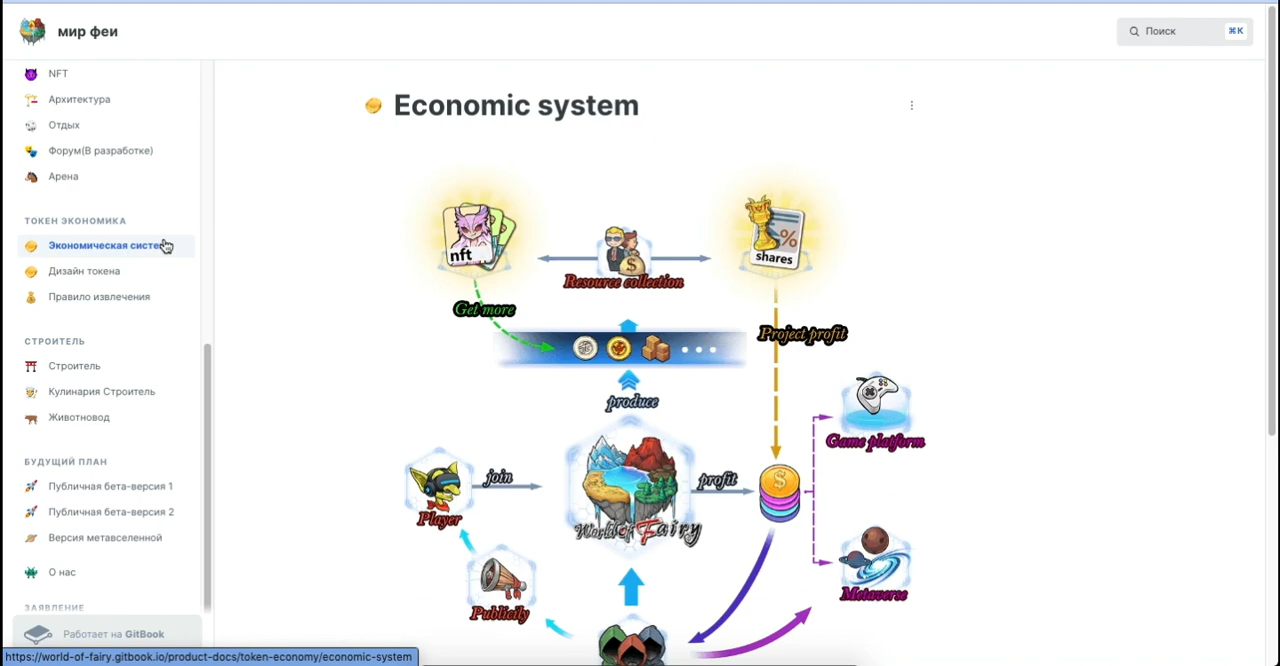 мир феи
Поиск
⌘K
NFT
Архитектура
Отдых
Форум(В разработке)
Арена
ТОКЕН ЭКОНОМИКА
Экономическая систем
Дизайн токена
Правило извлечения
СТРОИТЕЛЬ
Строитель
Кулинария Строитель
Животновод
БУДУЩИЙ ПЛАН
Публичная бета-версия 1
Публичная бета-версия 2
Версия метавселенной
О нас
ЗАЯВЛЕНИЕ
Работает на GitBook
https://world-of-fairy.gitbook.io/product-docs/token-economy/economic-system
Economic system
nft
Resource collection
%
shares
$
Get more
Project profit
produce
Game platform
Player
join
World of Fairy
profit
$
Publicity
Metaverse